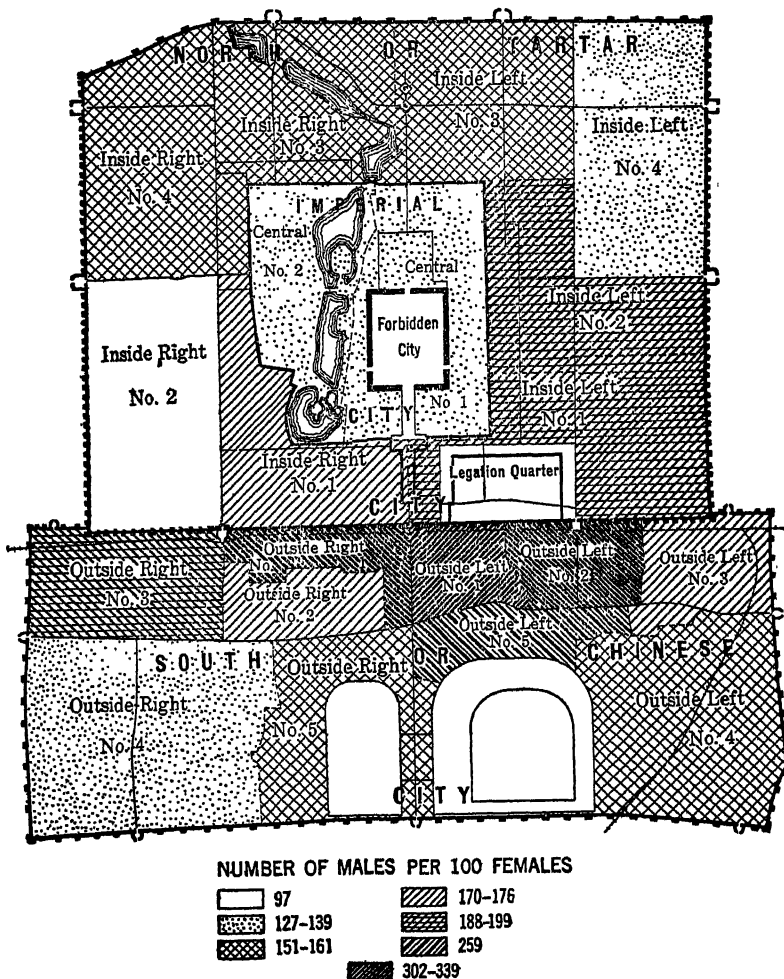 NORTH OR TARTAR
Inside Left
No. 3
Inside Right
No. 3
Inside Left
No. 4
Inside Right
No. 4
IMPERIAL
Central
No. 2
Central
Inside Left
No. 2
Forbidden
City
Inside Right
No. 2
Inside Left
No. 1
No 1
CITY
Inside Right
No. 1
Legation Quarter
CITY
Outside Right
No.
Outside Left
No.
Outside Left
No. 2
Outside Left
No. 3
Outside Right
No. 3
Outside Right
No. 2
Outside Left
No. 5
SOUTH OR CHINESE
Outside Right
No. 5
Outside Right
No. 4
Outside Left
No. 4
CITY
NUMBER OF MALES PER 100 FEMALES
97
170-176
127-139
188-199
151-161
259
302-339